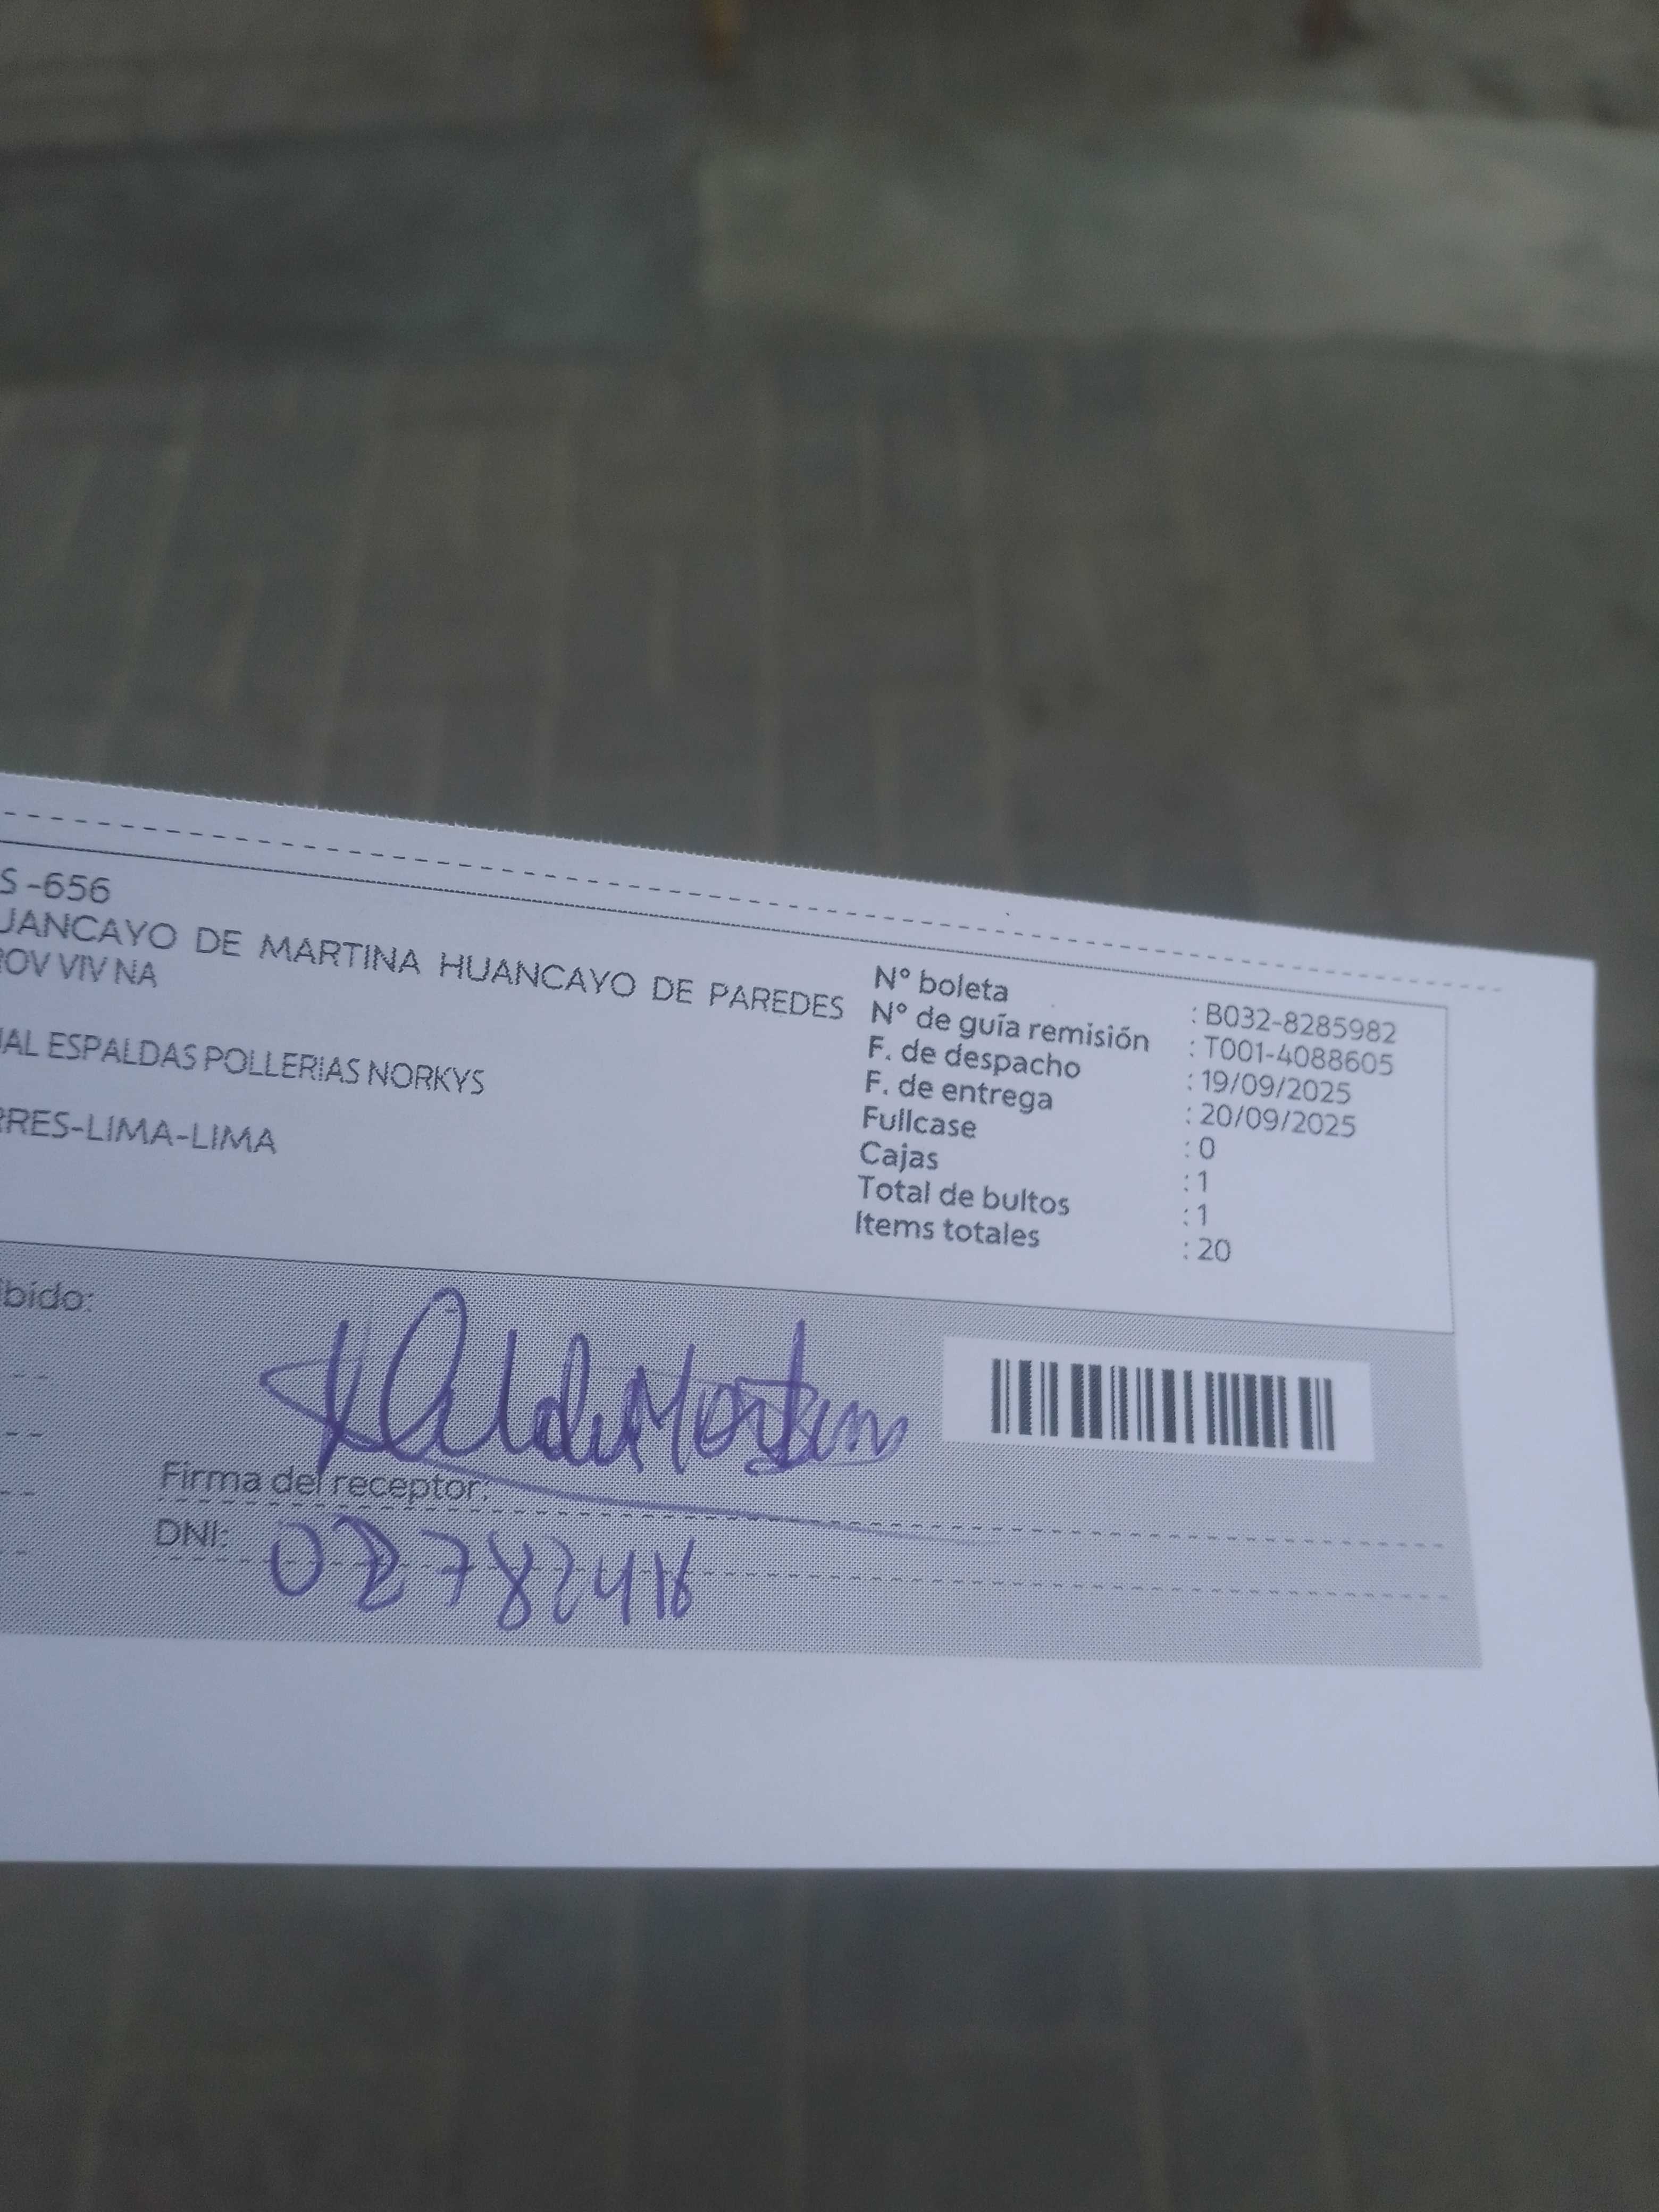 S -656
UANCAYO DE MARTINA HUANCAYO DE PAREDES
ROV VIV NA
IAL ESPALDAS POLLERIAS NORKYS
RRES-LIMA-LIMA
N° boleta : B032-8285982
N° de guía remisión : T001-4088605
F. de despacho : 19/09/2025
F. de entrega : 20/09/2025
Fullcase : 0
Cajas : 1
Total de bultos : 1
Items totales : 20
ibido:
Firma del receptor:
DNI: